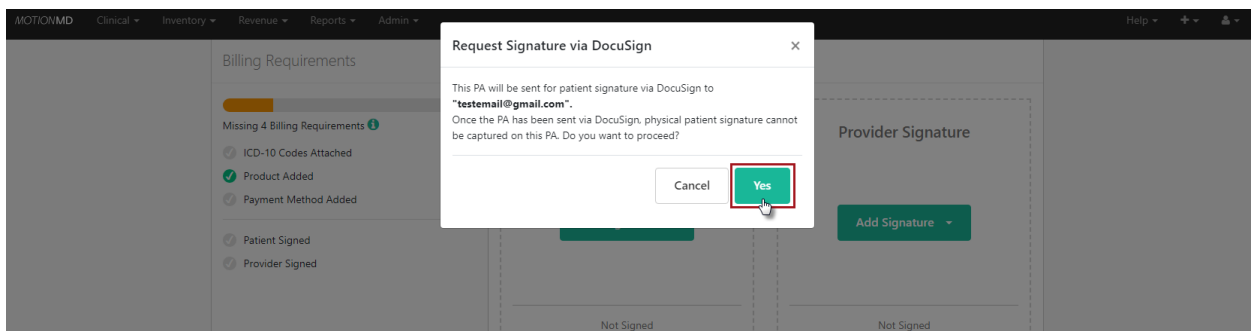 MOTIONMD Clinical Inventory Revenue Reports Admin Help
Request Signature via DocuSign ×
Billing Requirements
This PA will be sent for patient signature via DocuSign to
"testemail@gmail.com".
Once the PA has been sent via DocuSign, physical patient signature cannot
be captured on this PA. Do you want to proceed?
Cancel Yes
Missing 4 Billing Requirements
ICD-10 Codes Attached
Product Added
Payment Method Added
Patient Signed
Provider Signed
Provider Signature
Add Signature
Not Signed Not Signed